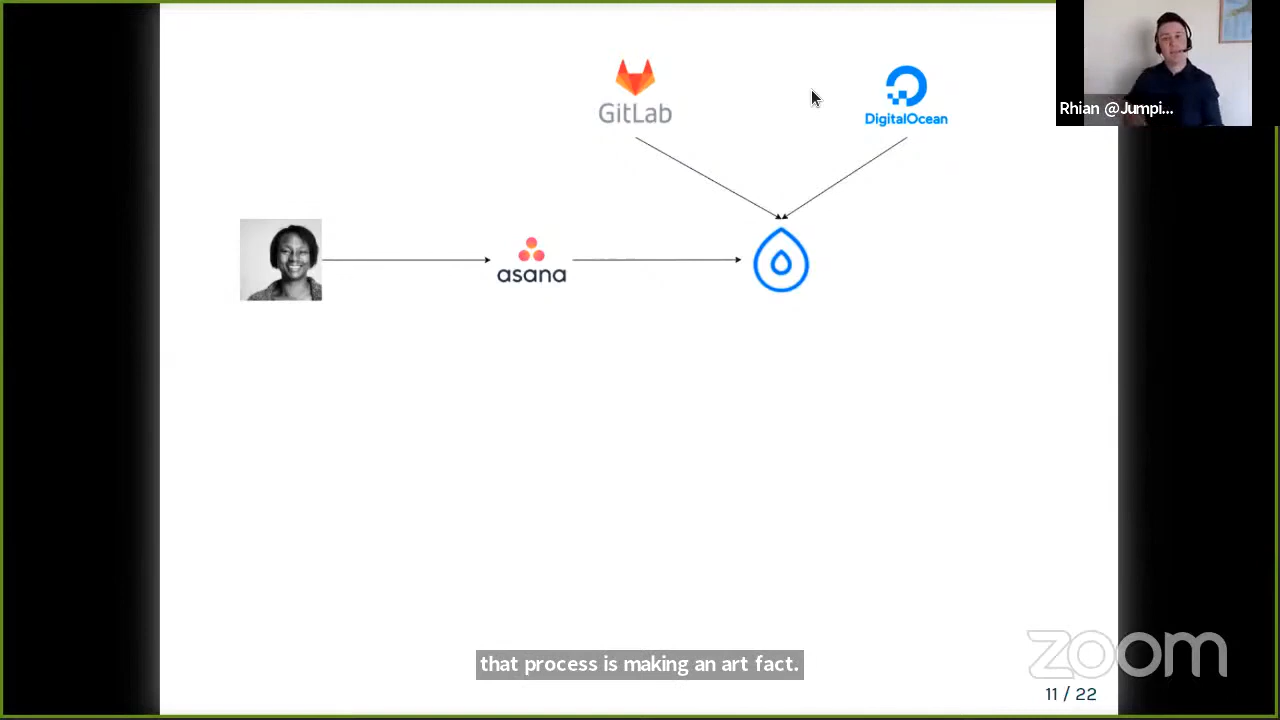 GitLab
DigitalOcean
Rhian @Jumpi...
asana
that process is making an art fact.
zoom
11 / 22